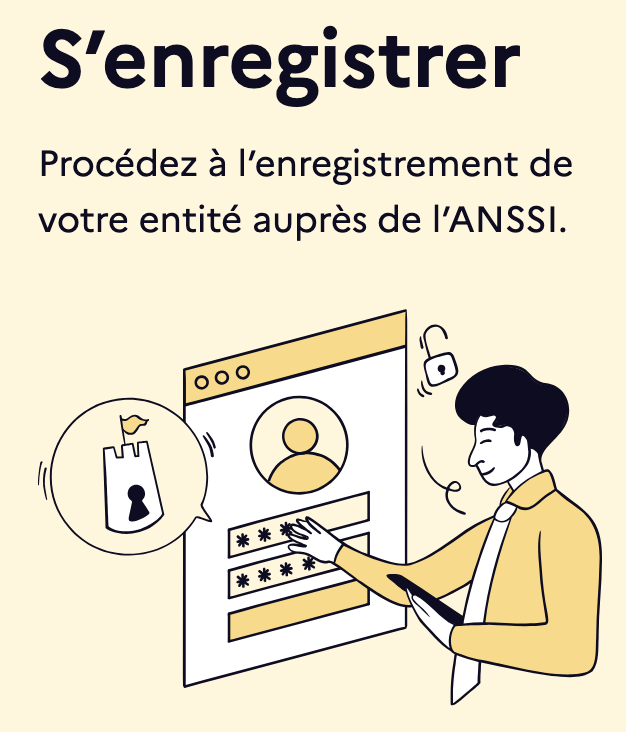 S’enregistrer
Procédez à l’enregistrement de
votre entité auprès de l’ANSSI.
****
****